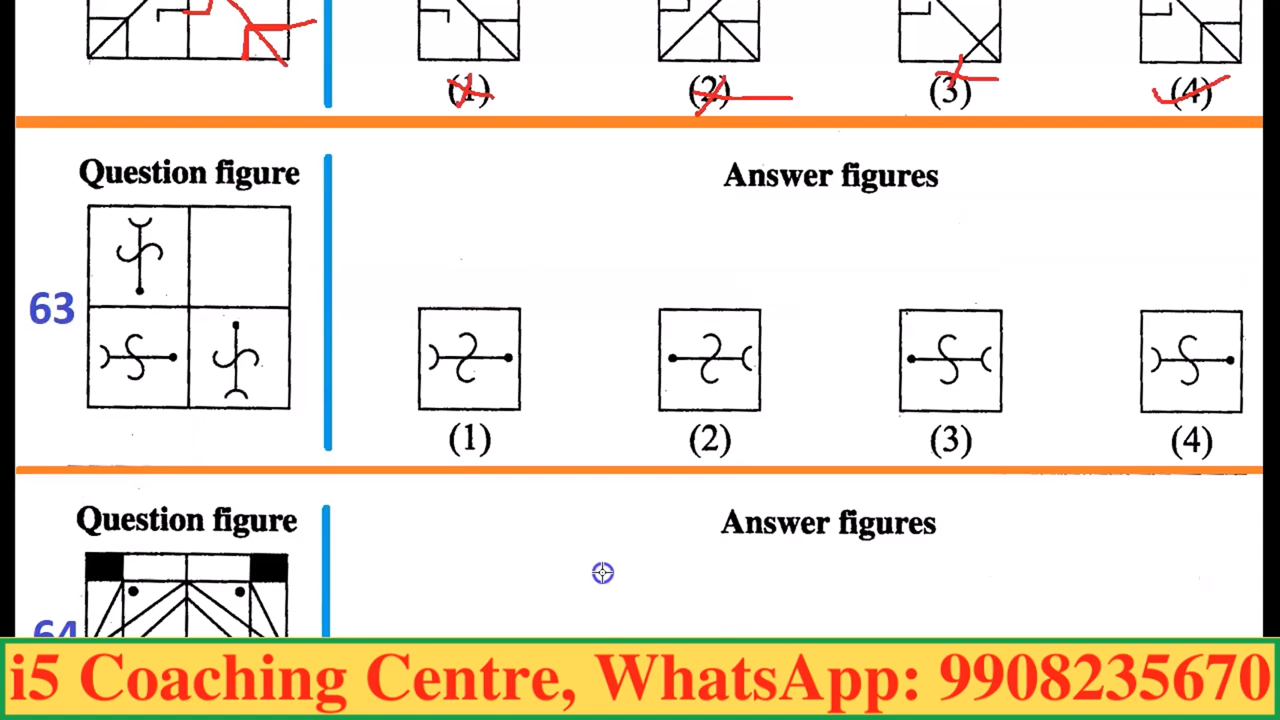 (1)
(2)
(3)
(4)
Question figure
Answer figures
63
(1)
(2)
(3)
(4)
Question figure
Answer figures
64
i5 Coaching Centre, WhatsApp: 9908235670